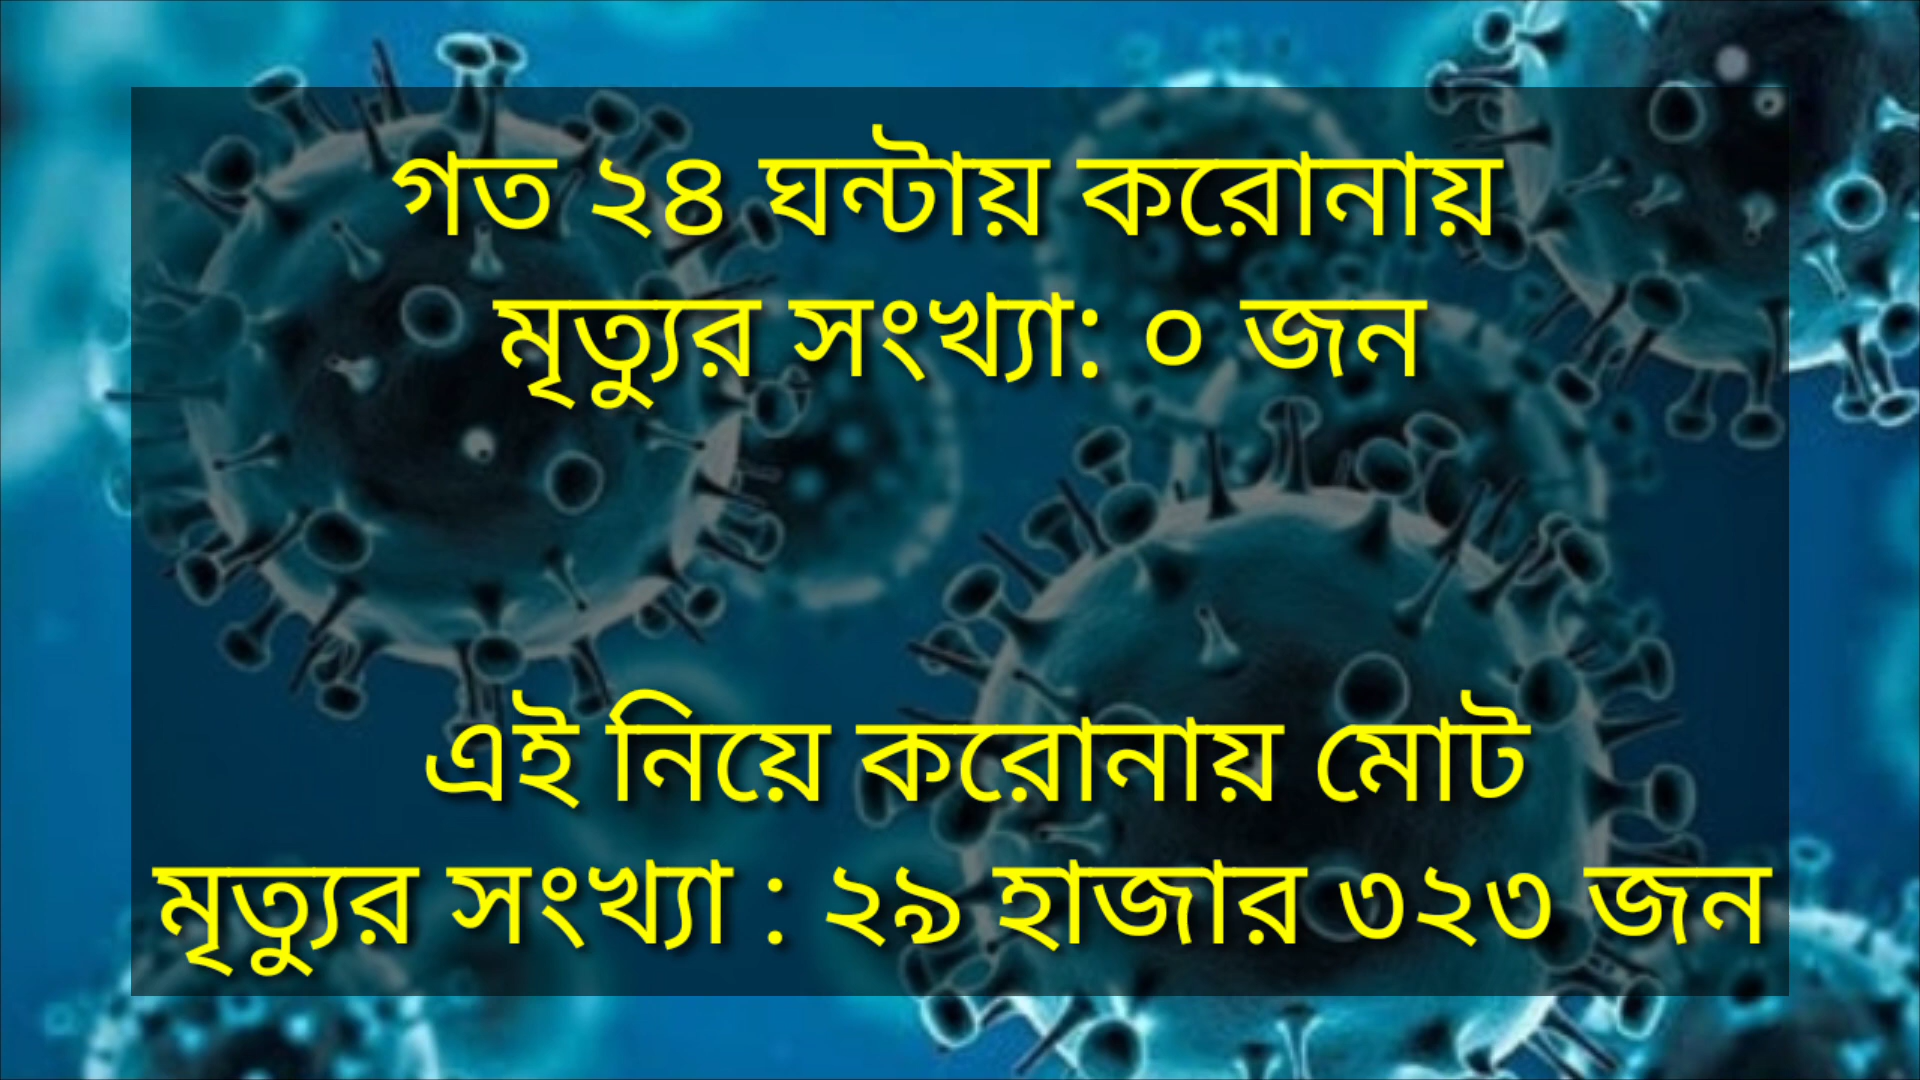 গত ২৪ ঘন্টায় করোনায়
মৃত্যুর সংখ্যা: ০ জন
এই নিয়ে করোনায় মোট
মৃত্যুর সংখ্যা : ২৯ হাজার ৩২৩ জন